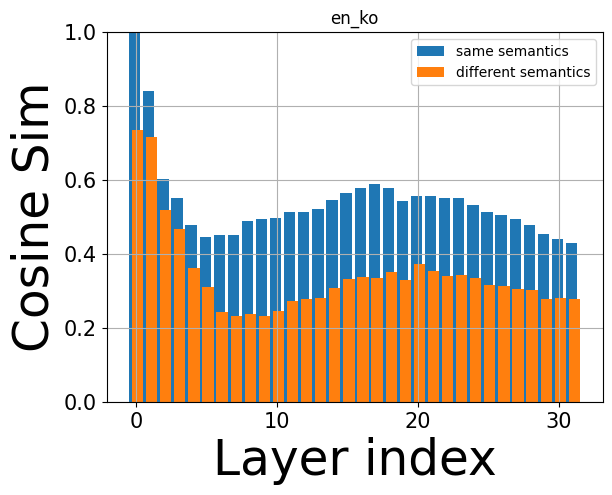 en_ko
same semantics
different semantics
Cosine Sim
1.0
0.8
0.6
0.4
0.2
0.0
0 10 20 30
Layer index